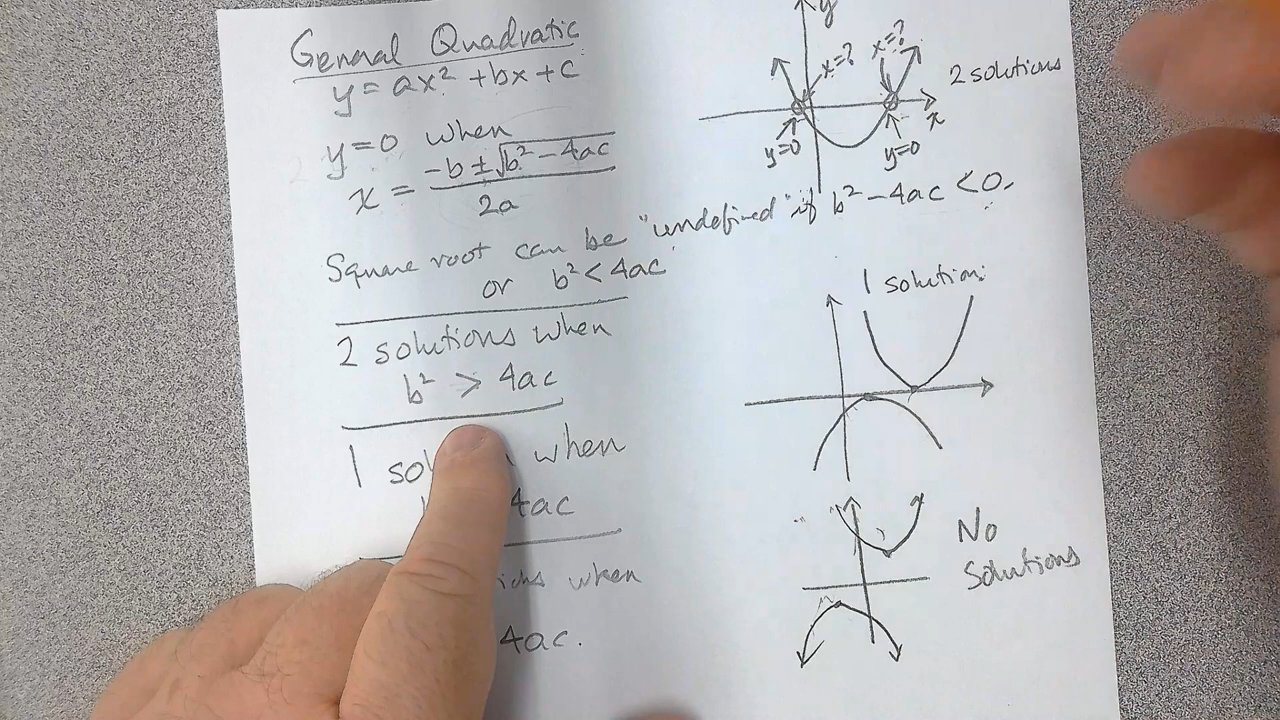 General Quadratic
y = ax² + bx + c
y=0 when
x = -b ± √b² - 4ac
2a
Square root can be "undefined" if b² - 4ac < 0.
or b² < 4ac
2 solutions when
b² > 4ac
1 when
4ac
when
4ac.
y
x=?
x=?
2 solutions
x
y=0
y=0
1 solution:
No
Solutions